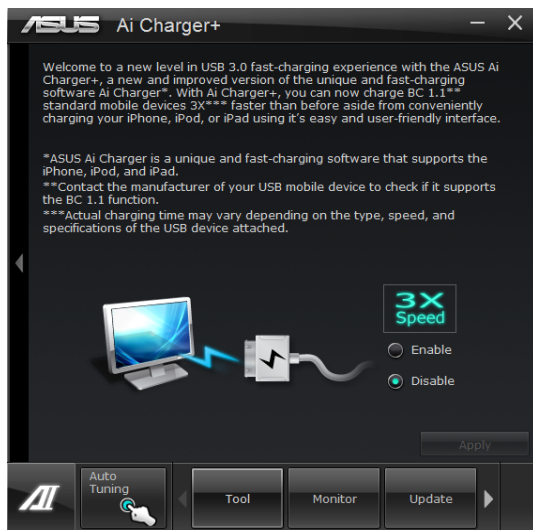 ASUS Ai Charger+
Welcome to a new level in USB 3.0 fast-charging experience with the ASUS Ai
Charger+, a new and improved version of the unique and fast-charging
software Ai Charger*. With Ai Charger+, you can now charge BC 1.1**
standard mobile devices 3X*** faster than before aside from conveniently
charging your iPhone, iPod, or iPad using it's easy and user-friendly interface.
*ASUS Ai Charger is a unique and fast-charging software that supports the
iPhone, iPod, and iPad.
**Contact the manufacturer of your USB mobile device to check if it supports
the BC 1.1 function.
***Actual charging time may vary depending on the type, speed, and
specifications of the USB device attached.
3X
Speed
Enable
Disable
Apply
AI
Auto
Tuning
Tool
Monitor
Update